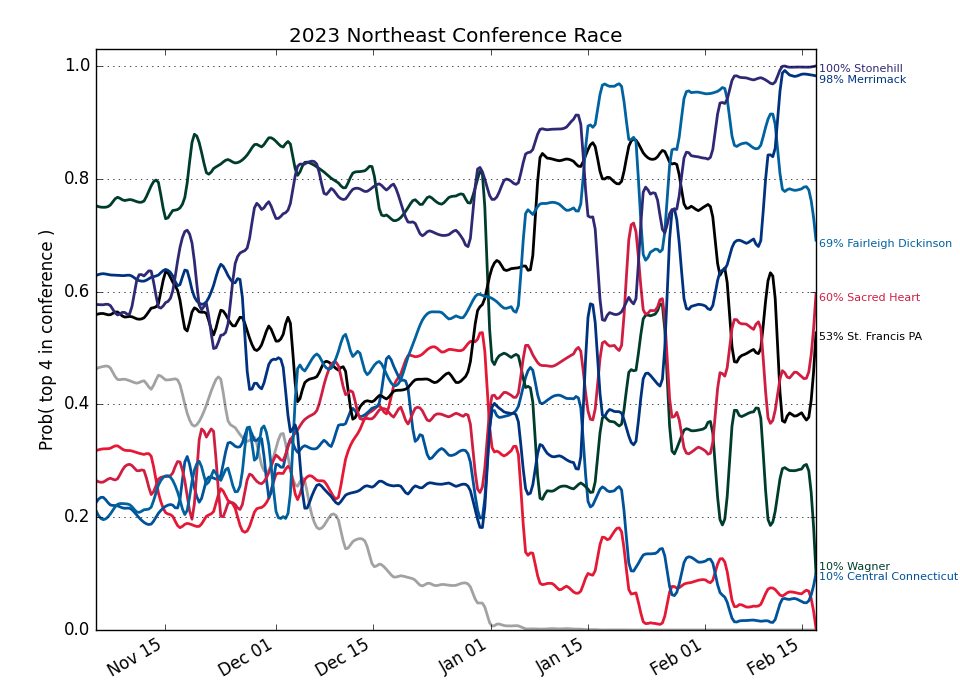 2023 Northeast Conference Race
Prob( top 4 in conference )
1.0
0.8
0.6
0.4
0.2
0.0
Nov 15
Dec 01
Dec 15
Jan 01
Jan 15
Feb 01
Feb 15
100% Stonehill
98% Merrimack
69% Fairleigh Dickinson
60% Sacred Heart
53% St. Francis PA
10% Wagner
10% Central Connecticut